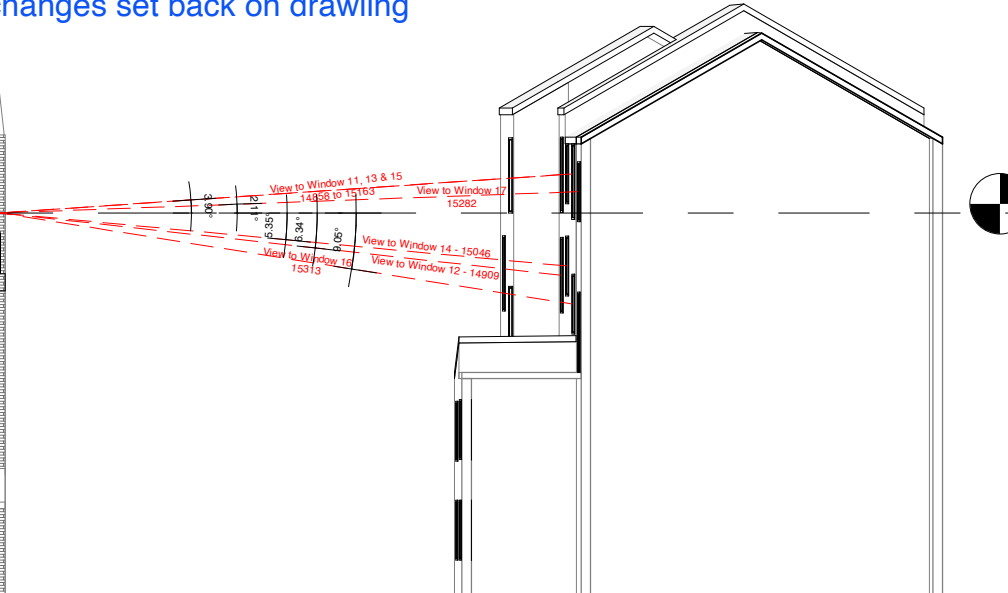 changes set back on drawling
View to Window 11, 13 & 15
14858 to 15163
View to Window 17
15282
3.90°
2.11°
5.35°
6.34°
9.05°
View to Window 14 - 15046
View to Window 12 - 14909
View to Window 16
15313